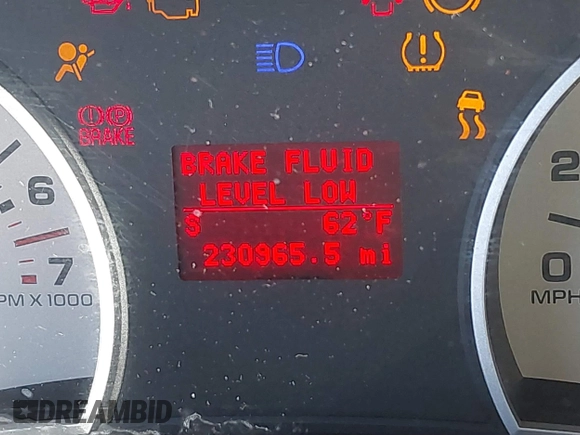 BRAKE
BRAKE FLUID
LEVEL LOW
S 62°F
230965.5 mi
6
7
PM X 1000
2
0
MPH
DREAMBID